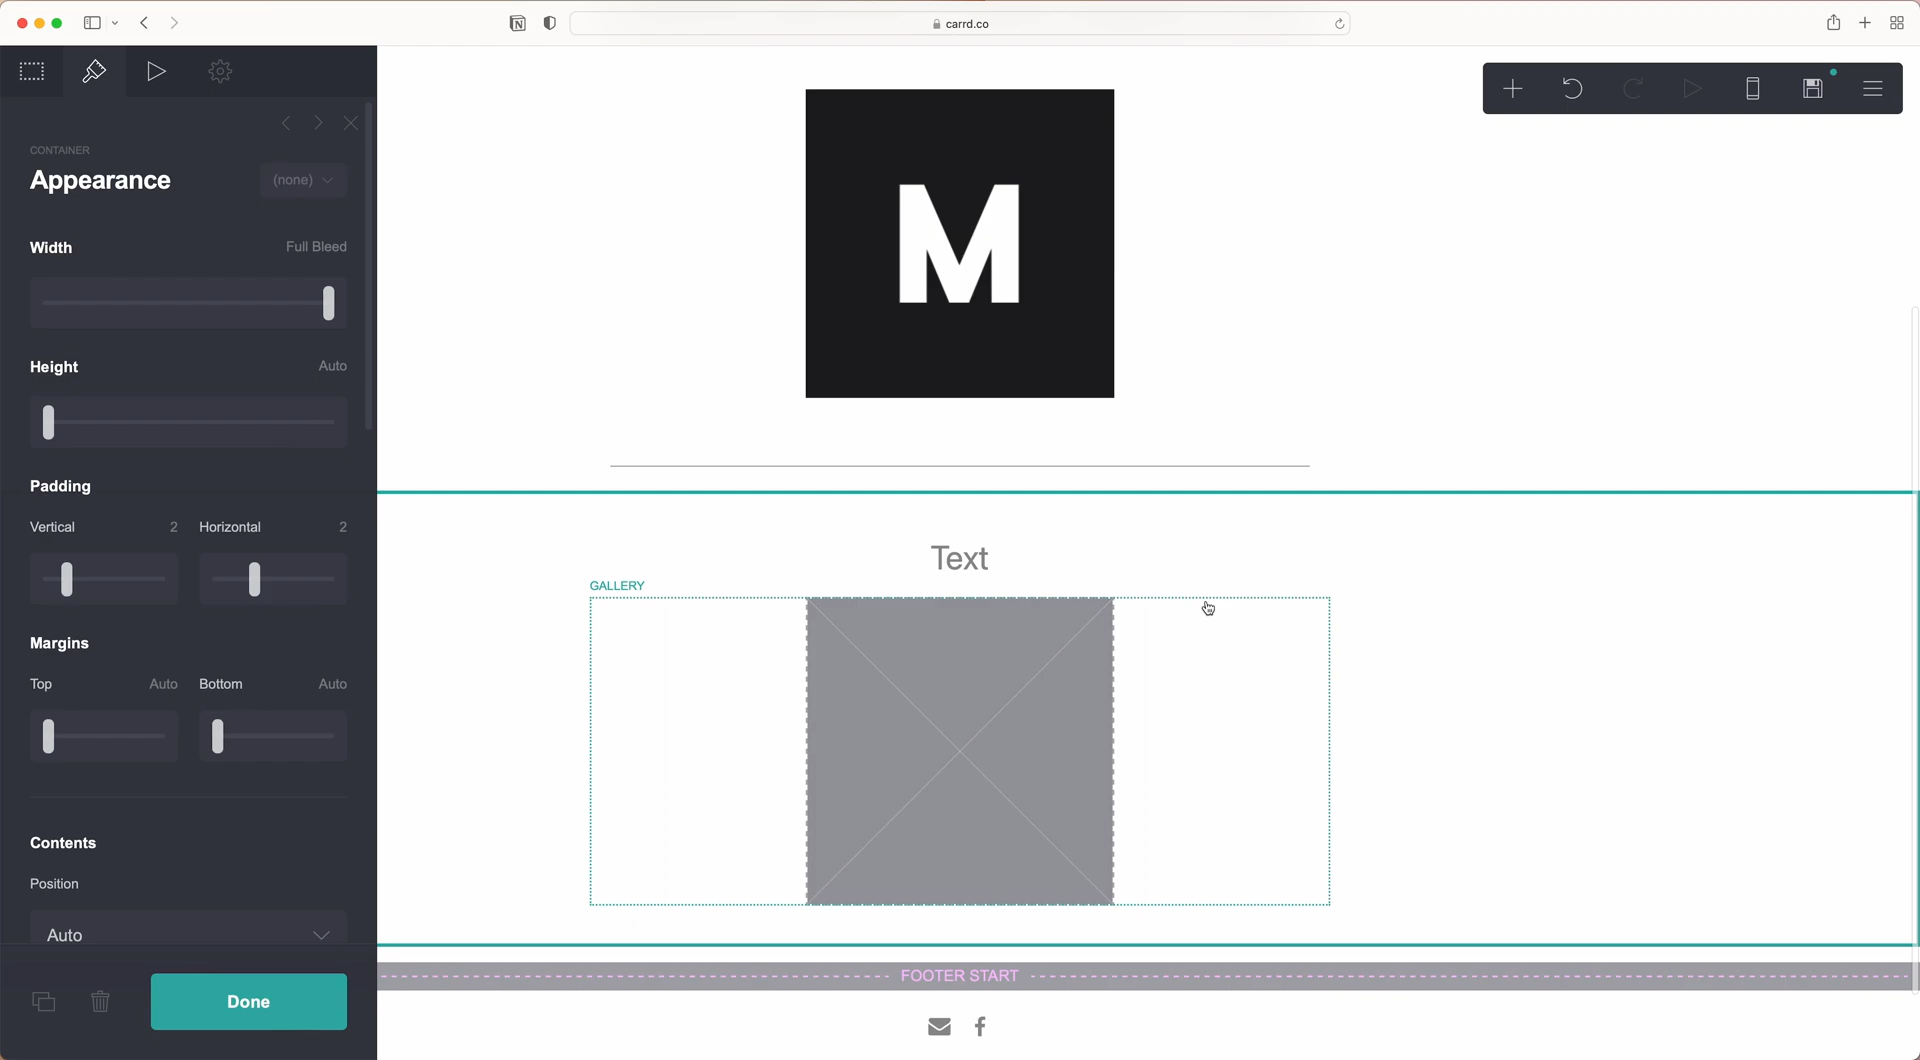 carrd.co
CONTAINER
Appearance
(none)
Width
Full Bleed
Height
Auto
Padding
Vertical 2 Horizontal 2
Margins
Top Auto Bottom Auto
Contents
Position
Auto
Done
M
Text
GALLERY
FOOTER START